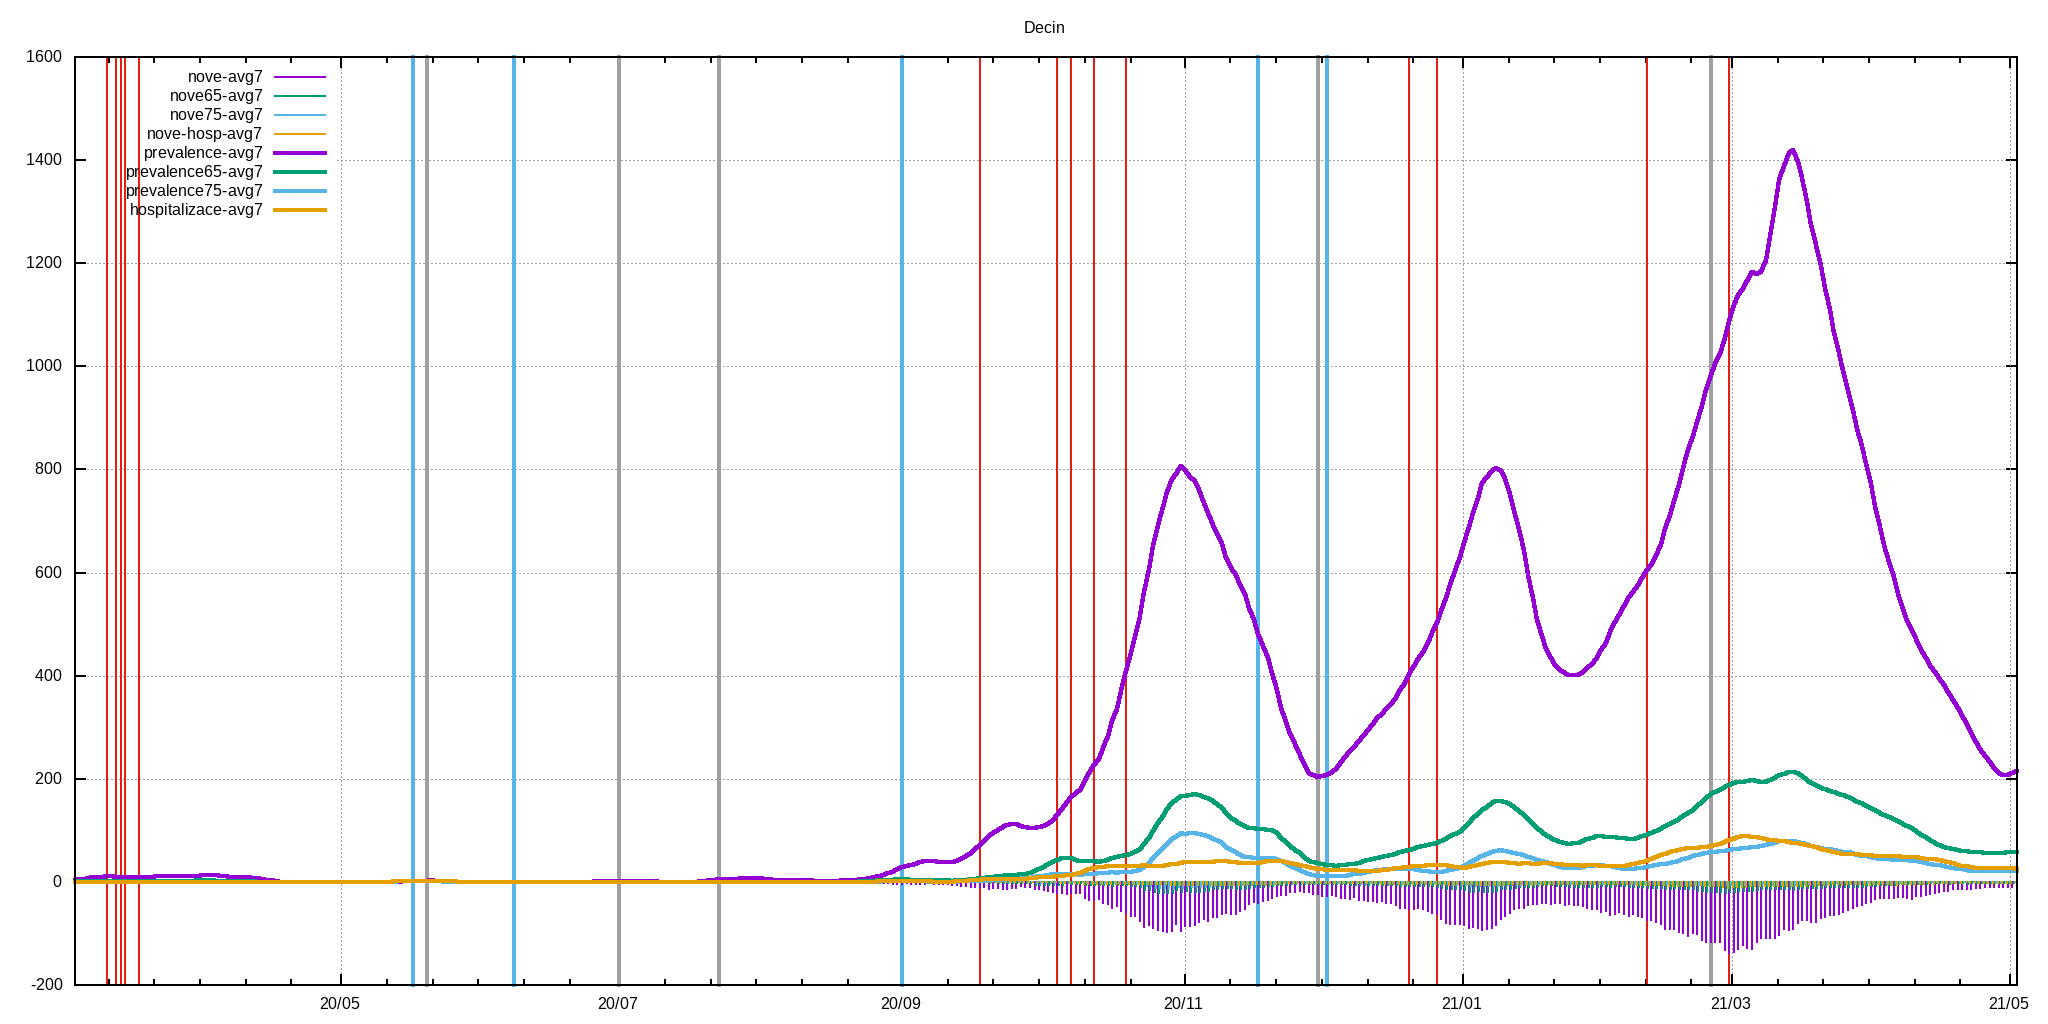 Decin
1600
nove-avg7
nove65-avg7
nove75-avg7
nove-hosp-avg7
prevalence-avg7
prevalence65-avg7
prevalence75-avg7
hospitalizace-avg7
1400
1200
1000
800
600
400
200
0
-200
20/05 20/07 20/09 20/11 21/01 21/03 21/05